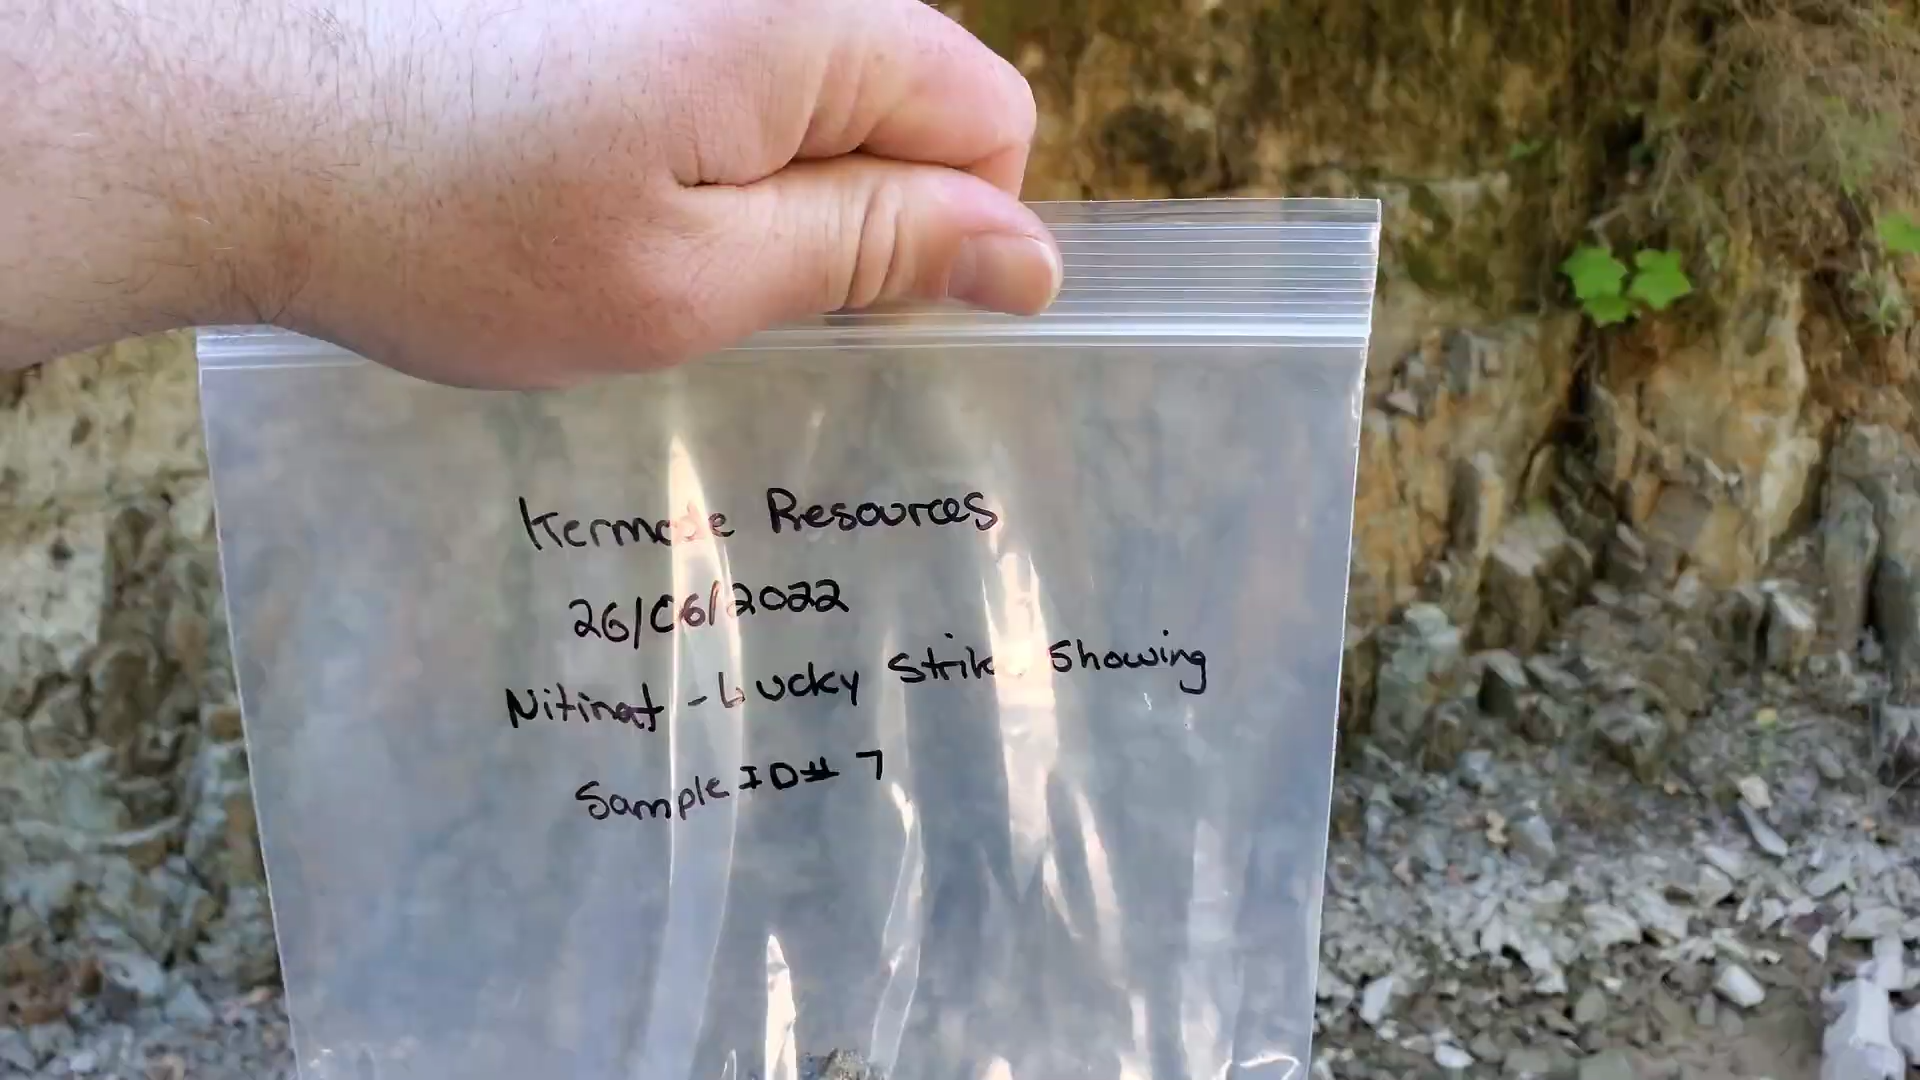 Kermode Resources
26/06/2022
Nitinat - Lucky Strike Showing
Sample ID# 7